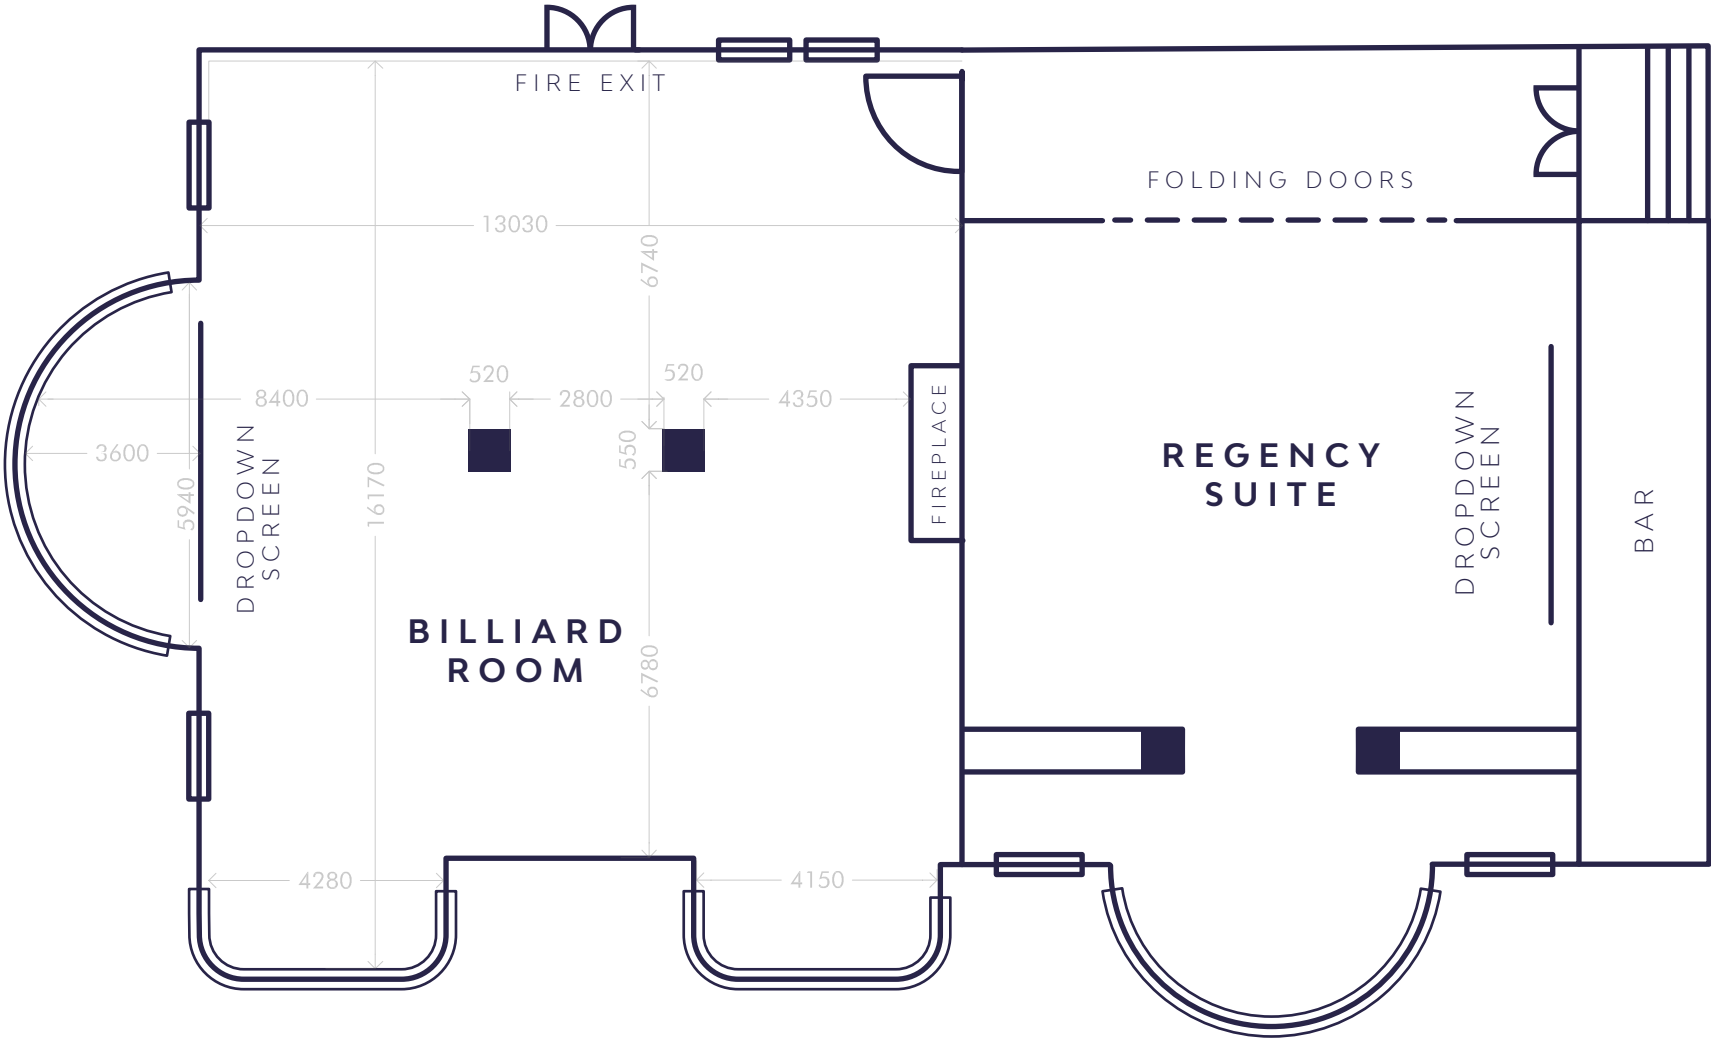 FIRE EXIT
FOLDING DOORS
13030
6740
520
520
8400
2800
4350
3600
550
5940
16170
DROPDOWN
SCREEN
FIREPLACE
REGENCY
SUITE
DROPDOWN
SCREEN
BAR
BILLIARD
ROOM
6780
4280
4150